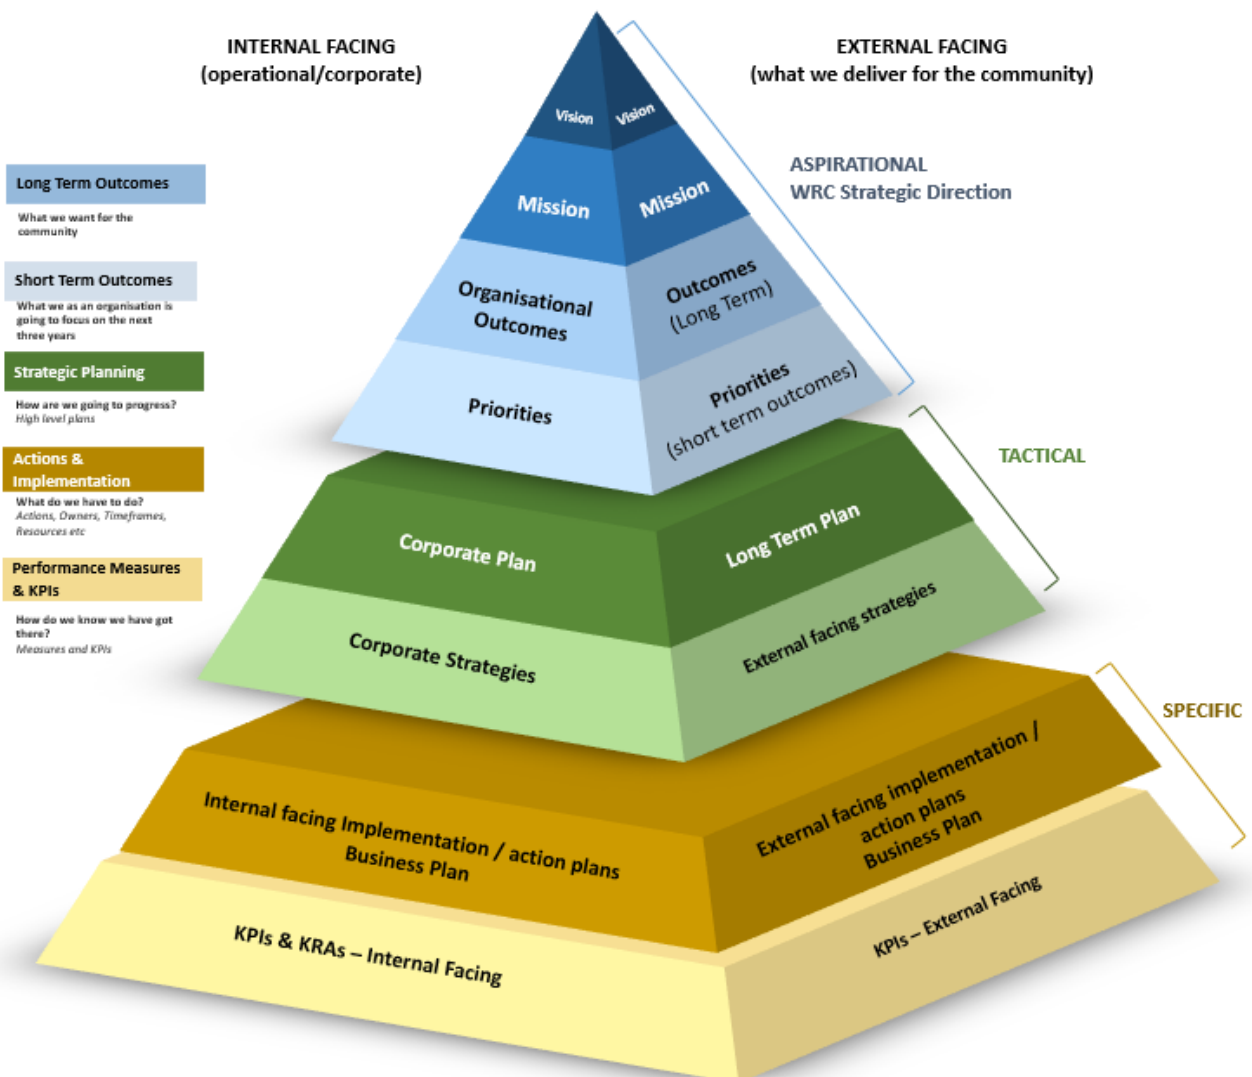 INTERNAL FACING
(operational/corporate)
EXTERNAL FACING
(what we deliver for the community)
Vision
Vision
ASPIRATIONAL
WRC Strategic Direction
Mission
Mission
Organisational
Outcomes
Outcomes
(Long Term)
Priorities
Priorities
(short term outcomes)
TACTICAL
Corporate Plan
Long Term Plan
Corporate Strategies
External facing strategies
SPECIFIC
Internal facing Implementation / action plans
Business Plan
External facing implementation /
action plans
Business Plan
KPIs & KRAs – Internal Facing
KPIs – External Facing
Long Term Outcomes
What we want for the
community
Short Term Outcomes
What we as an organisation is
going to focus on the next
three years
Strategic Planning
How are we going to progress?
High level plans
Actions &
Implementation
What do we have to do?
Actions, Owners, Timeframes,
Resources etc
Performance Measures
& KPIs
How do we know we have got
there?
Measures and KPIs